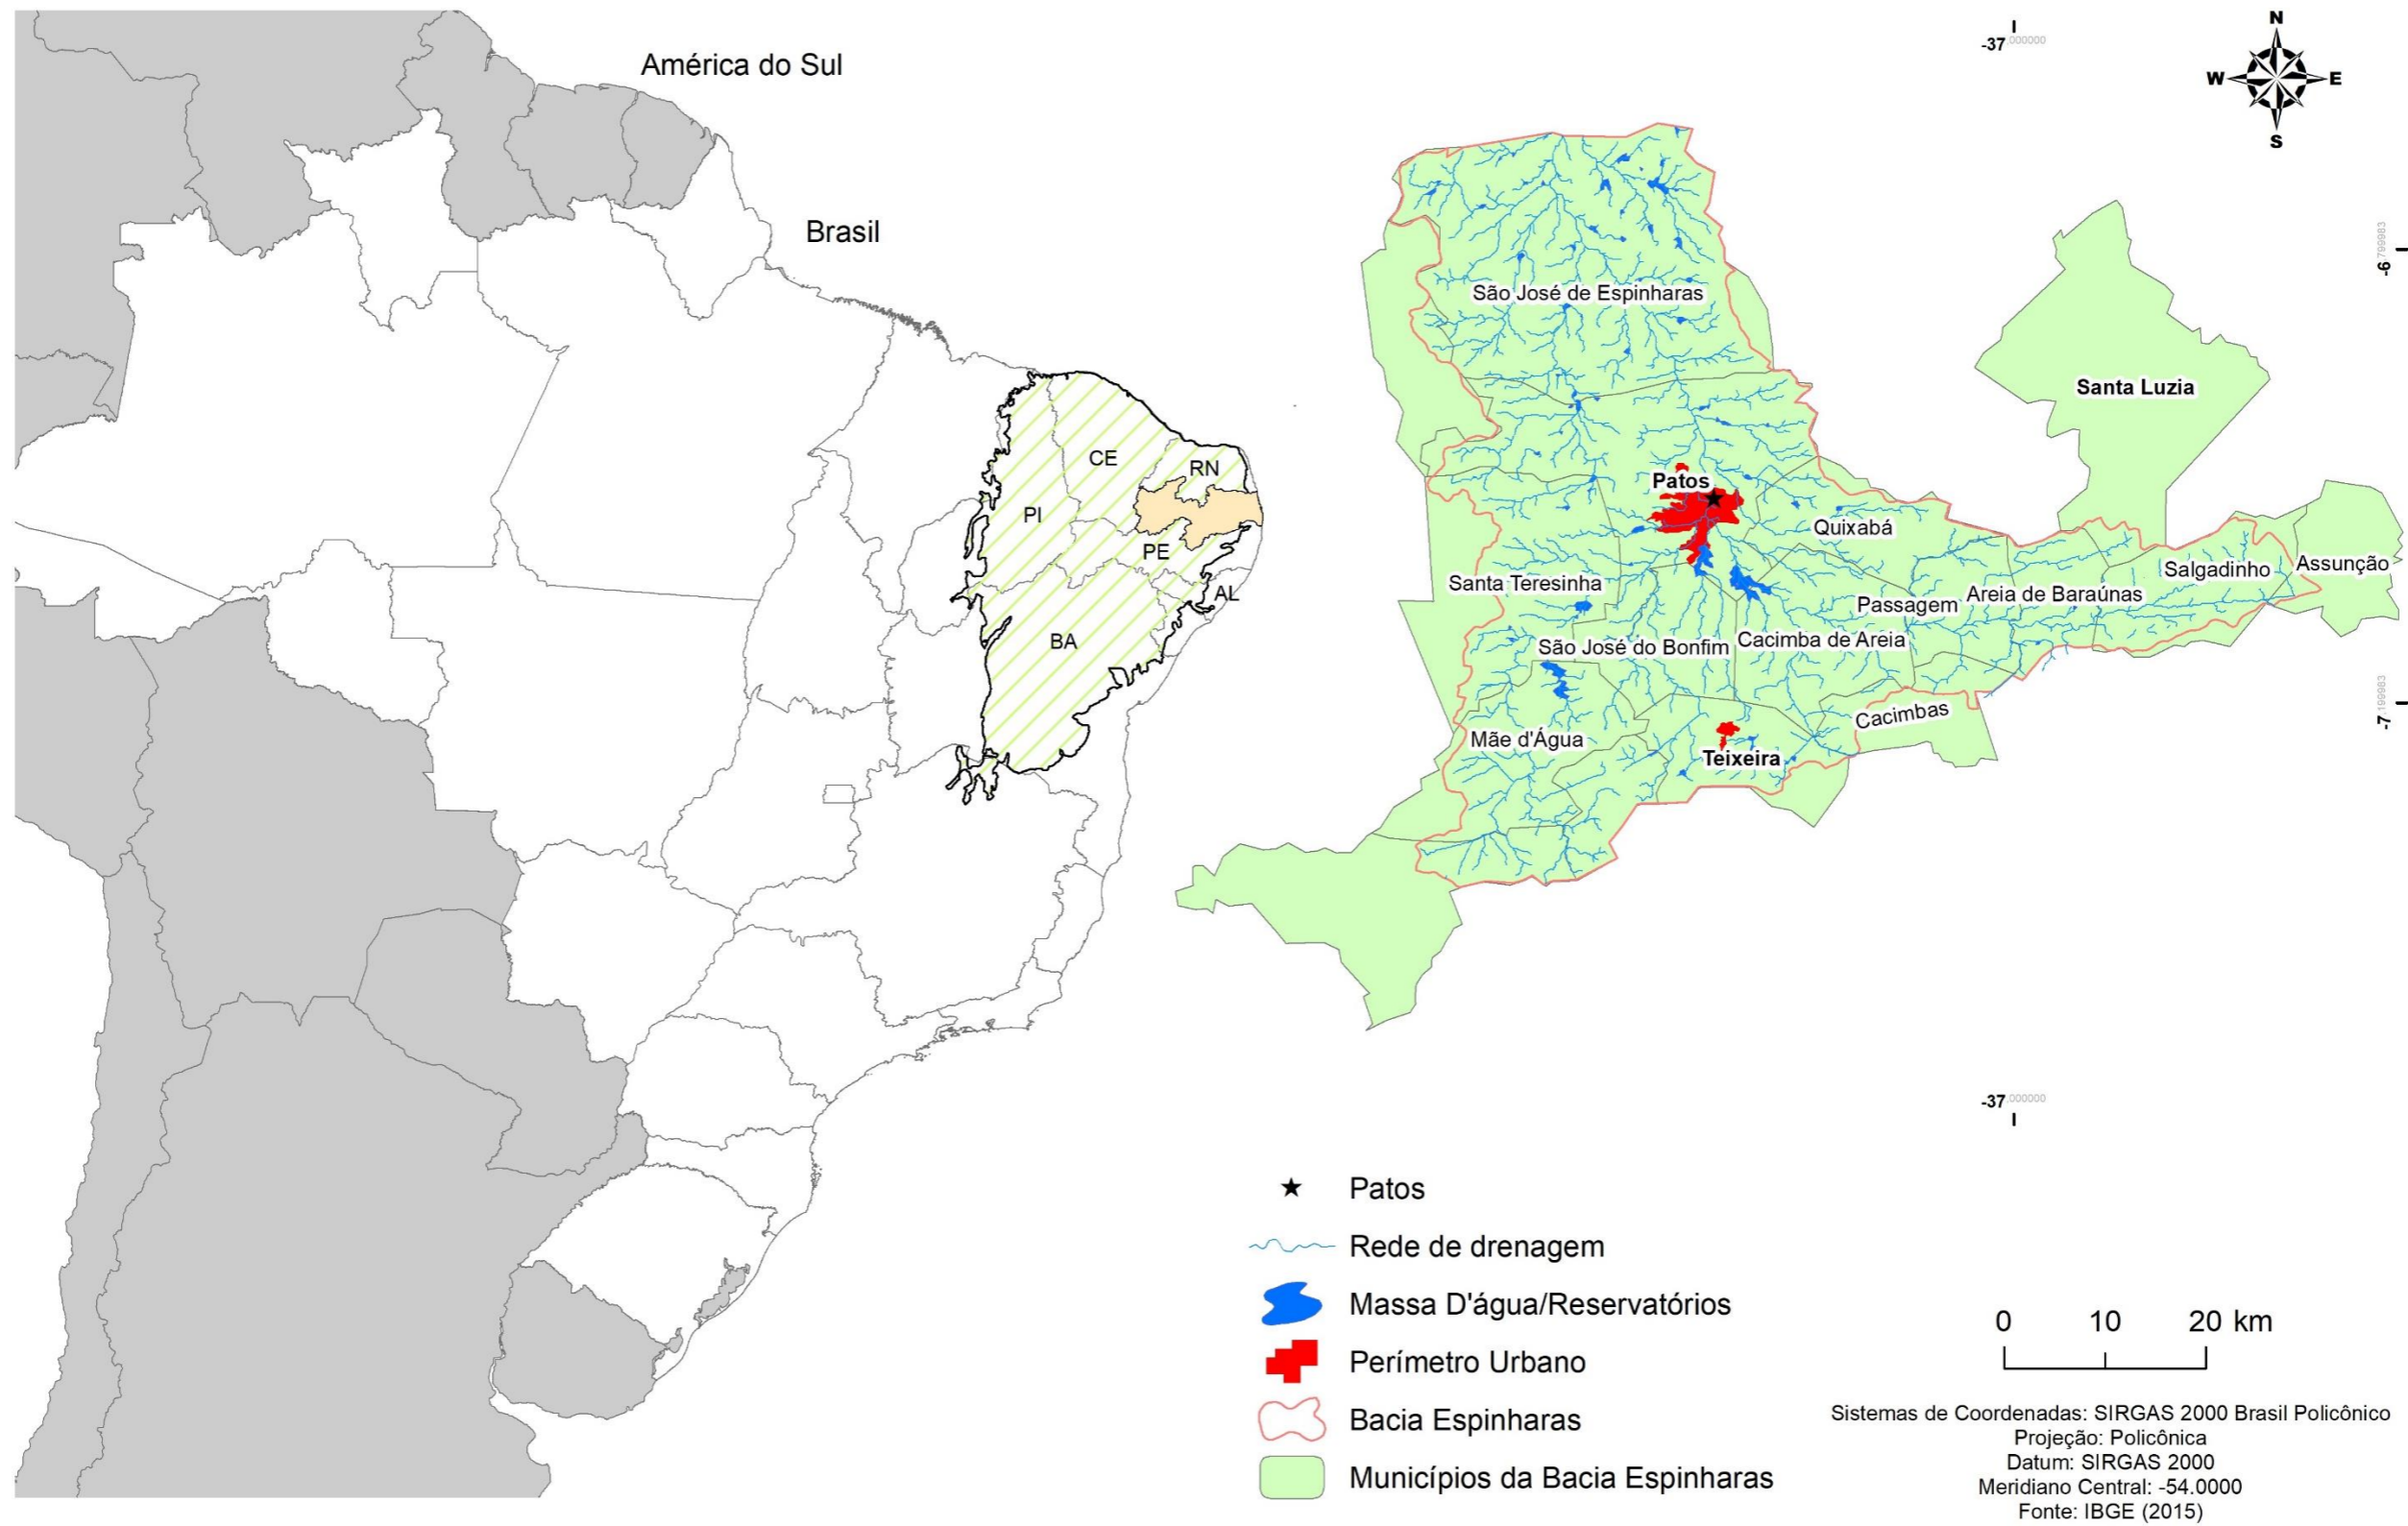 América do Sul
Brasil
CE
RN
PI
PE
AL
BA
-37.000000
N
W
E
S
-6.799983
São José de Espinharas
Santa Luzia
Patos
Quixabá
Santa Teresinha
Salgadinho
Assunção
Passagem
Areia de Baraúnas
São José do Bonfim
Cacimba de Areia
Cacimbas
-7.199983
Mãe d'Água
Teixeira
-37.000000
Patos
Rede de drenagem
Massa D'água/Reservatórios
Perímetro Urbano
Bacia Espinharas
Municípios da Bacia Espinharas
0 10 20 km
Sistemas de Coordenadas: SIRGAS 2000 Brasil Policônico
Projeção: Policônica
Datum: SIRGAS 2000
Meridiano Central: -54.0000
Fonte: IBGE (2015)